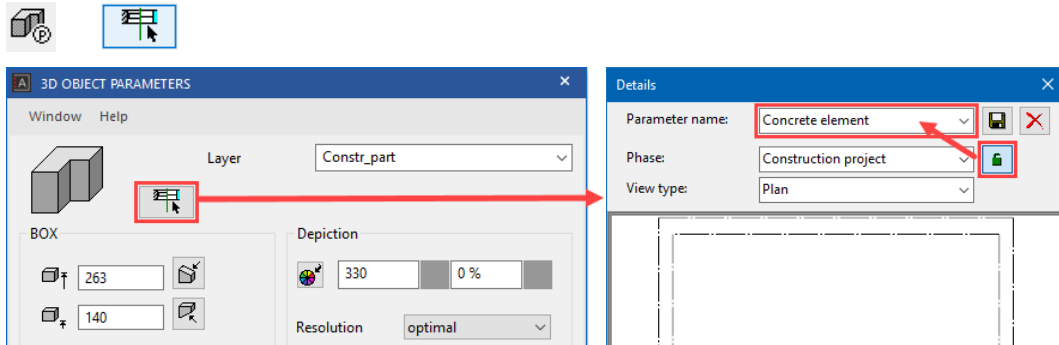 P
A 3D OBJECT PARAMETERS
Window Help
Layer Constr_part
BOX
263
140
Depiction
330 0 %
Resolution optimal
Details
Parameter name: Concrete element
Phase: Construction project
View type: Plan